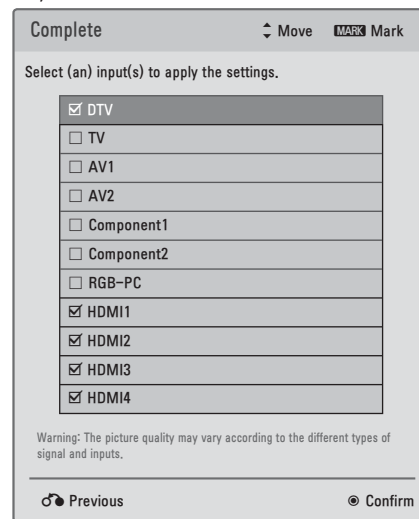 Complete Move MARK Mark
Select (an) input(s) to apply the settings.
☑ DTV
☐ TV
☐ AV1
☐ AV2
☐ Component1
☐ Component2
☐ RGB-PC
☑ HDMI1
☑ HDMI2
☑ HDMI3
☑ HDMI4
Warning: The picture quality may vary according to the different types of
signal and inputs.
Previous Confirm